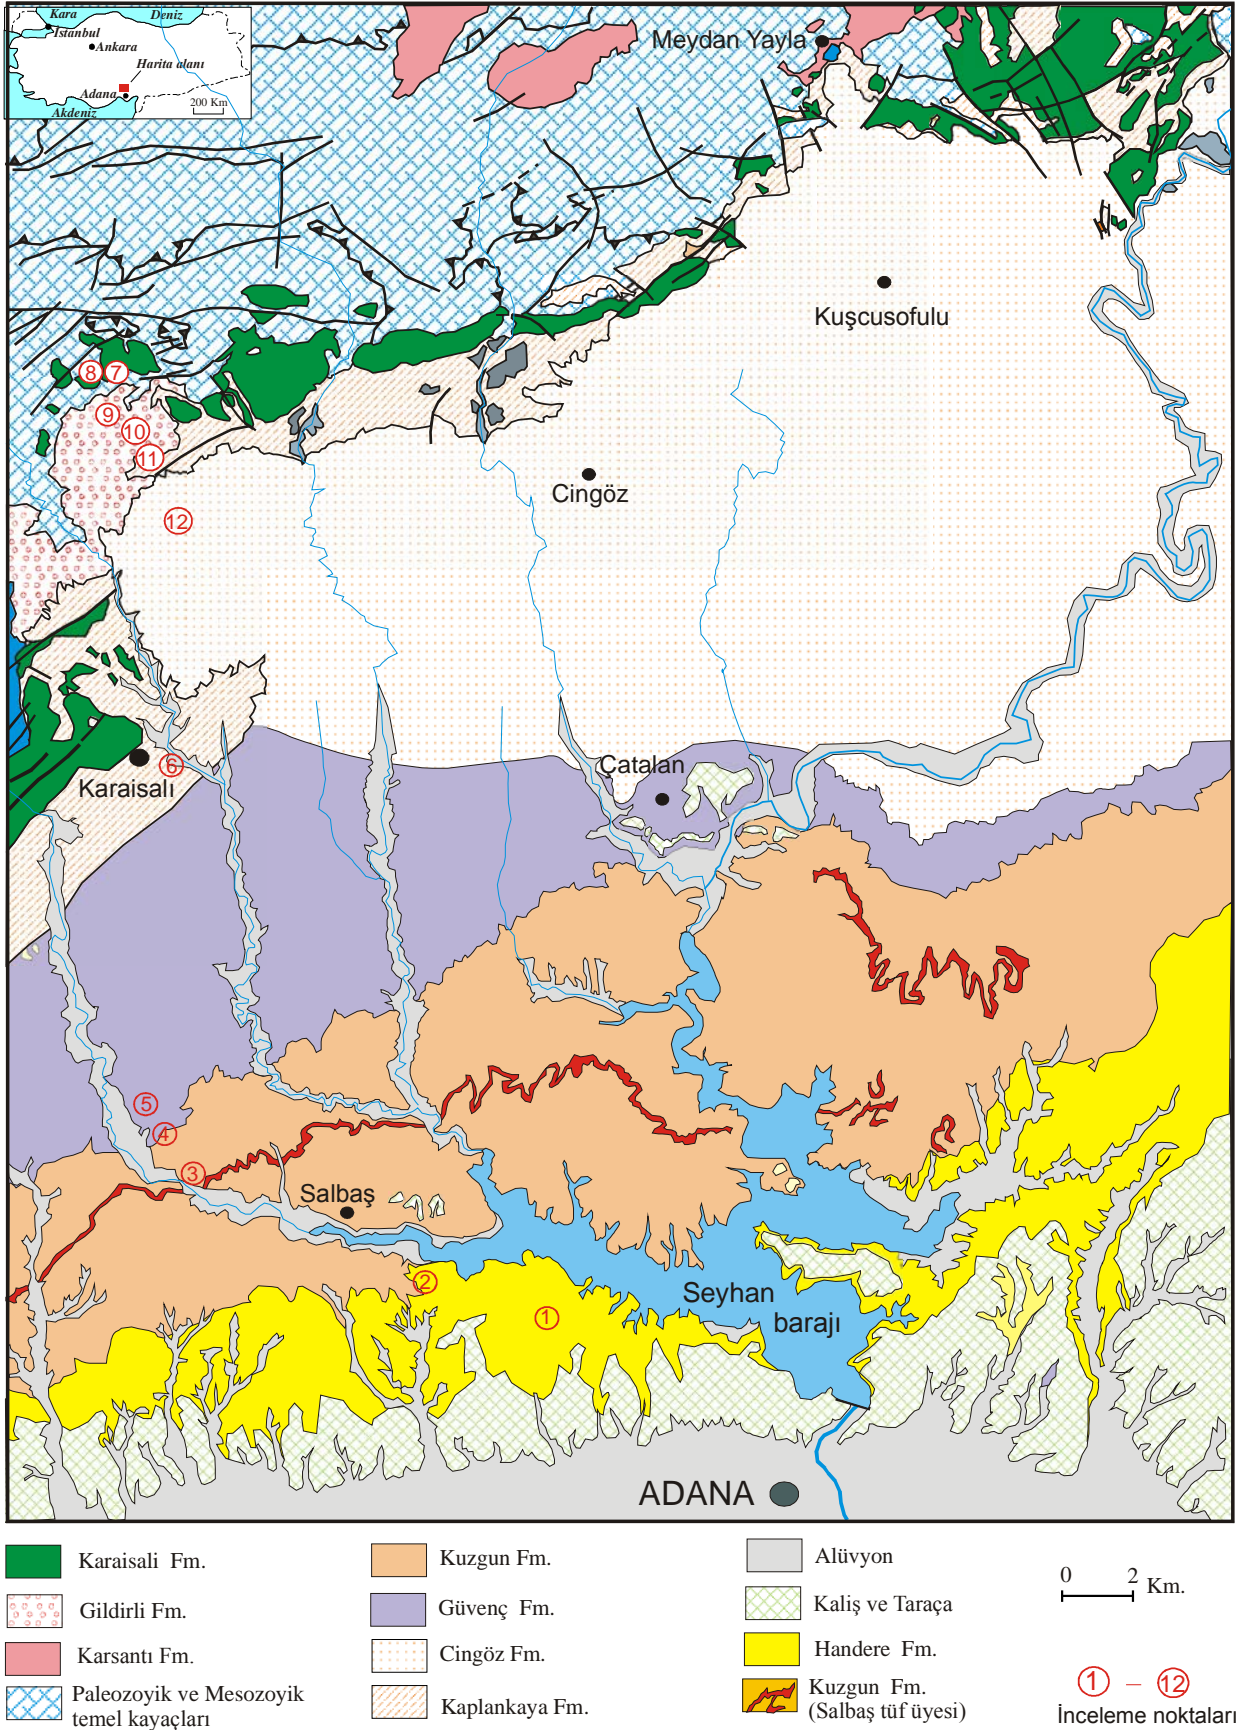 Kara
Deniz
İstanbul
Ankara
Harita alanı
Adana
200 Km
Akdeniz
Meydan Yayla
Kuşcusofulu
8
7
9
10
11
Cingöz
12
Çatalan
6
Karaisalı
5
4
3
Salbaş
2
1
Seyhan
barajı
ADANA
Karaisali Fm.
Gildirli Fm.
Karsantı Fm.
Paleozoyik ve Mesozoyik
temel kayaçları
Kuzgun Fm.
Güvenç Fm.
Cingöz Fm.
Kaplankaya Fm.
Alüvyon
Kaliş ve Taraça
Handere Fm.
Kuzgun Fm.
(Salbaş tüf üyesi)
0 2 Km.
1 – 12
İnceleme noktaları